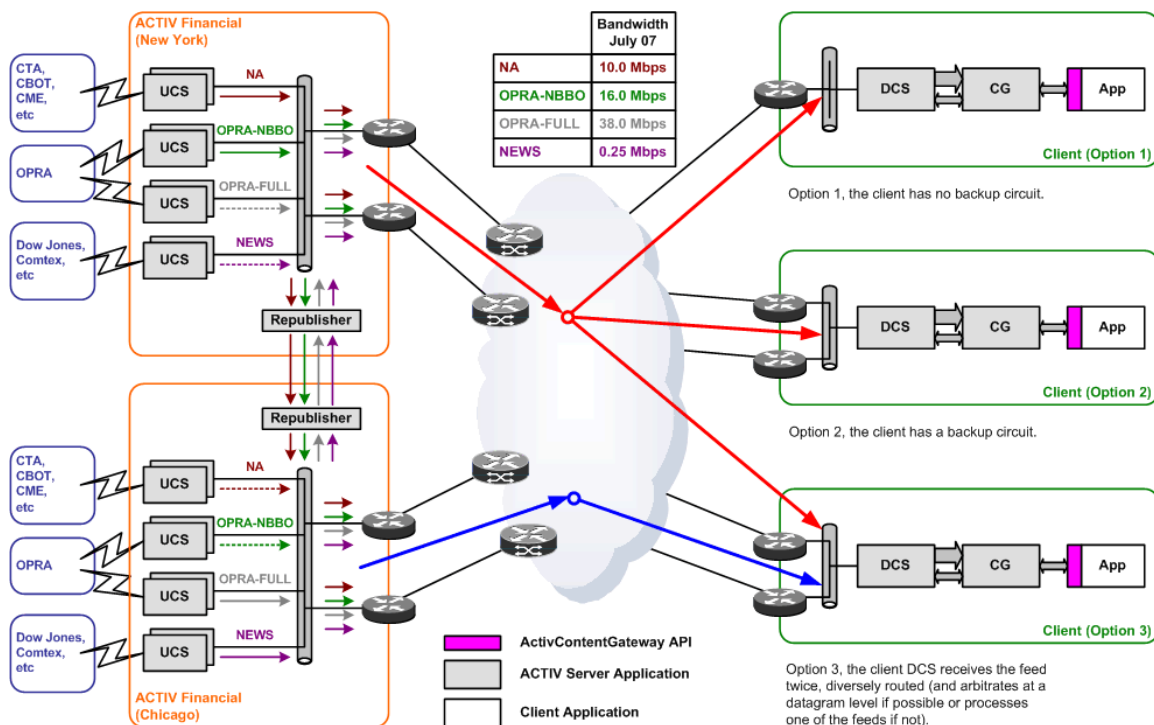 ACTIV Financial
(New York)
CTA,
CBOT,
CME,
etc
OPRA
Dow Jones,
Comtex,
etc
UCS
NA
UCS
OPRA-NBBO
UCS
OPRA-FULL
UCS
NEWS
Republisher
Bandwidth
July 07
NA 10.0 Mbps
OPRA-NBBO 16.0 Mbps
OPRA-FULL 38.0 Mbps
NEWS 0.25 Mbps
DCS
CG
App
Client (Option 1)
Option 1, the client has no backup circuit.
DCS
CG
App
Client (Option 2)
Option 2, the client has a backup circuit.
Republisher
CTA,
CBOT,
CME,
etc
OPRA
Dow Jones,
Comtex,
etc
UCS
NA
UCS
OPRA-NBBO
UCS
OPRA-FULL
UCS
NEWS
ACTIV Financial
(Chicago)
DCS
CG
App
Client (Option 3)
Option 3, the client DCS receives the feed
twice, diversely routed (and arbitrates at a
datagram level if possible or processes
one of the feeds if not).
ActivContentGateway API
ACTIV Server Application
Client Application